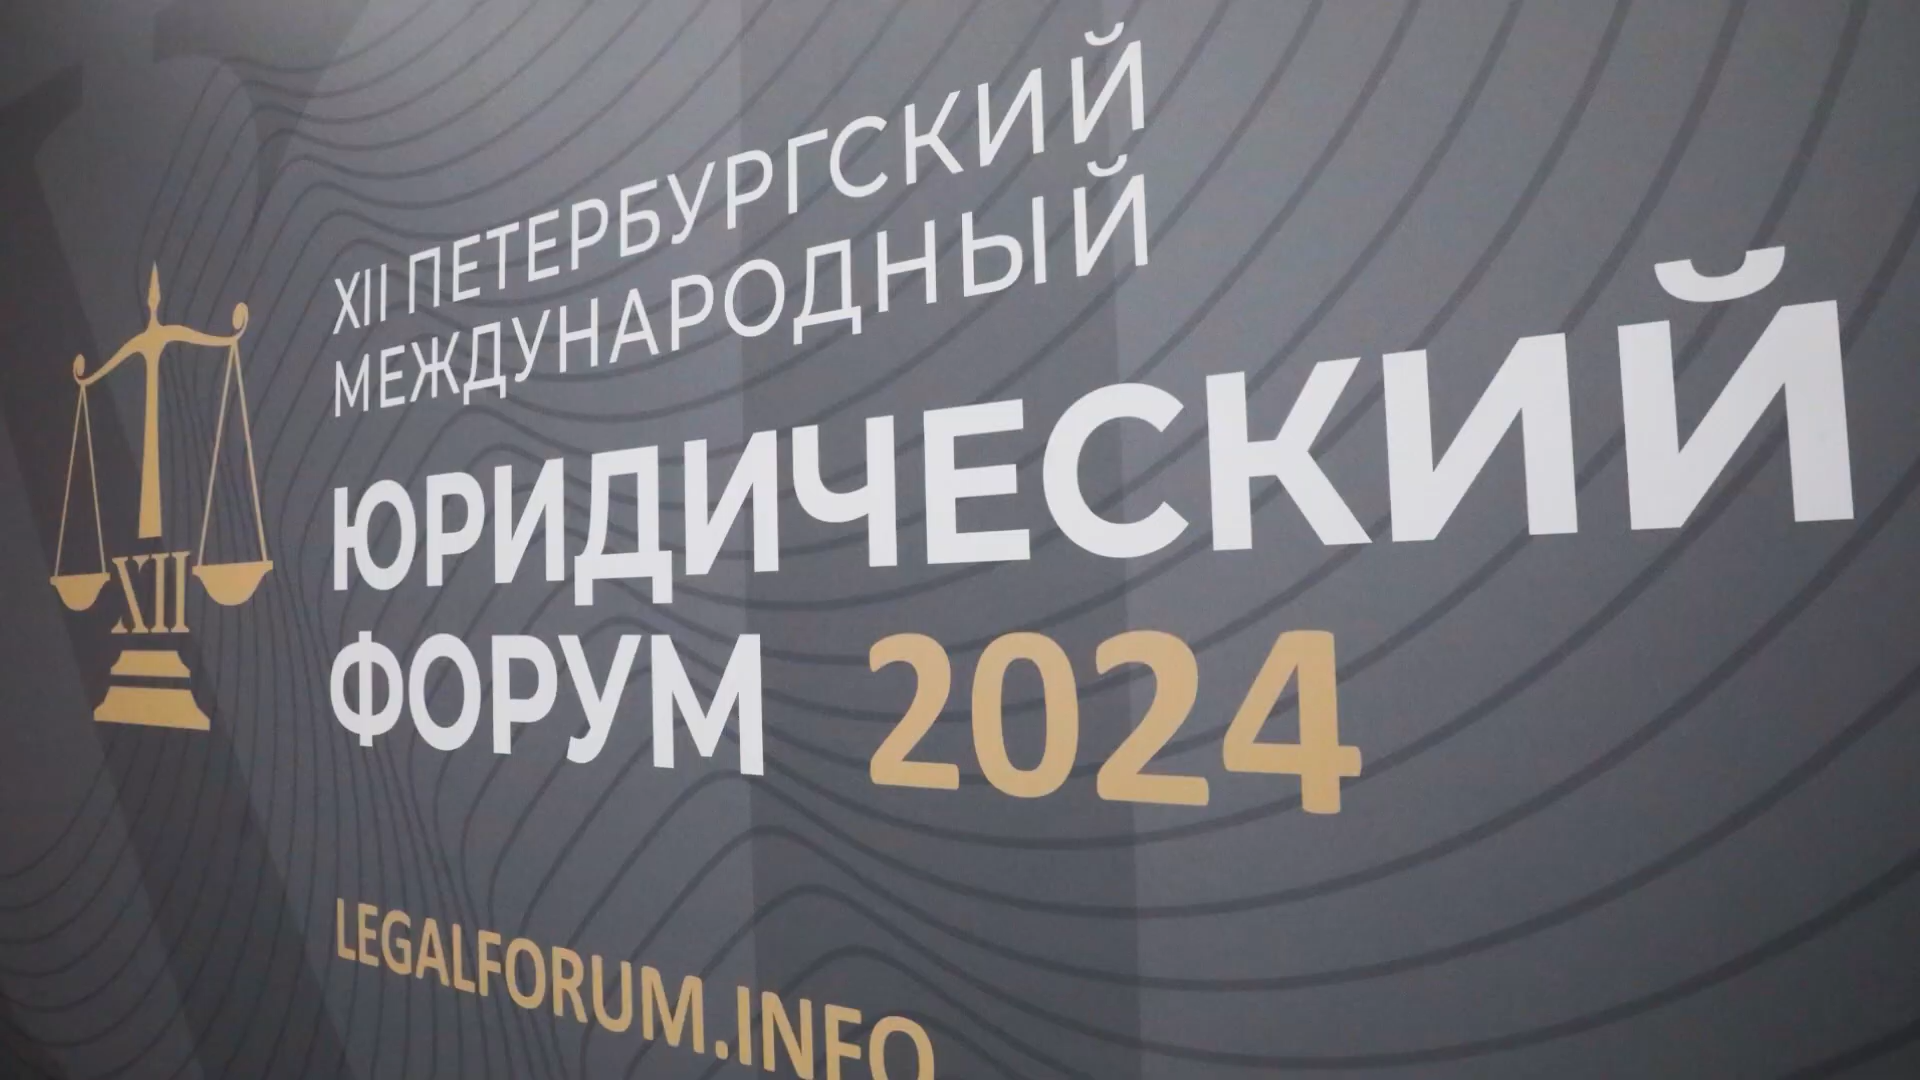 XII ПЕТЕРБУРГСКИЙ
МЕЖДУНАРОДНЫЙ
ЮРИДИЧЕСКИЙ
ФОРУМ 2024
XII
LEGALFORUM.INFO